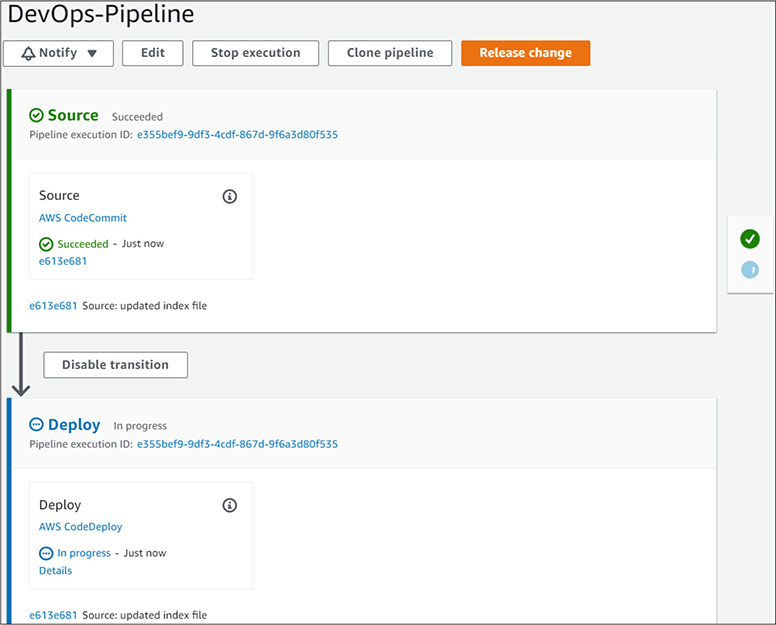 DevOps-Pipeline
Notify Edit Stop execution Clone pipeline Release change
Source Succeeded
Pipeline execution ID: e355bef9-9df3-4cdf-867d-9f6a3d80f535
Source
AWS CodeCommit
Succeeded - Just now
e613e681
e613e681 Source: updated index file
Disable transition
Deploy In progress
Pipeline execution ID: e355bef9-9df3-4cdf-867d-9f6a3d80f535
Deploy
AWS CodeDeploy
In progress - Just now
Details
e613e681 Source: updated index file